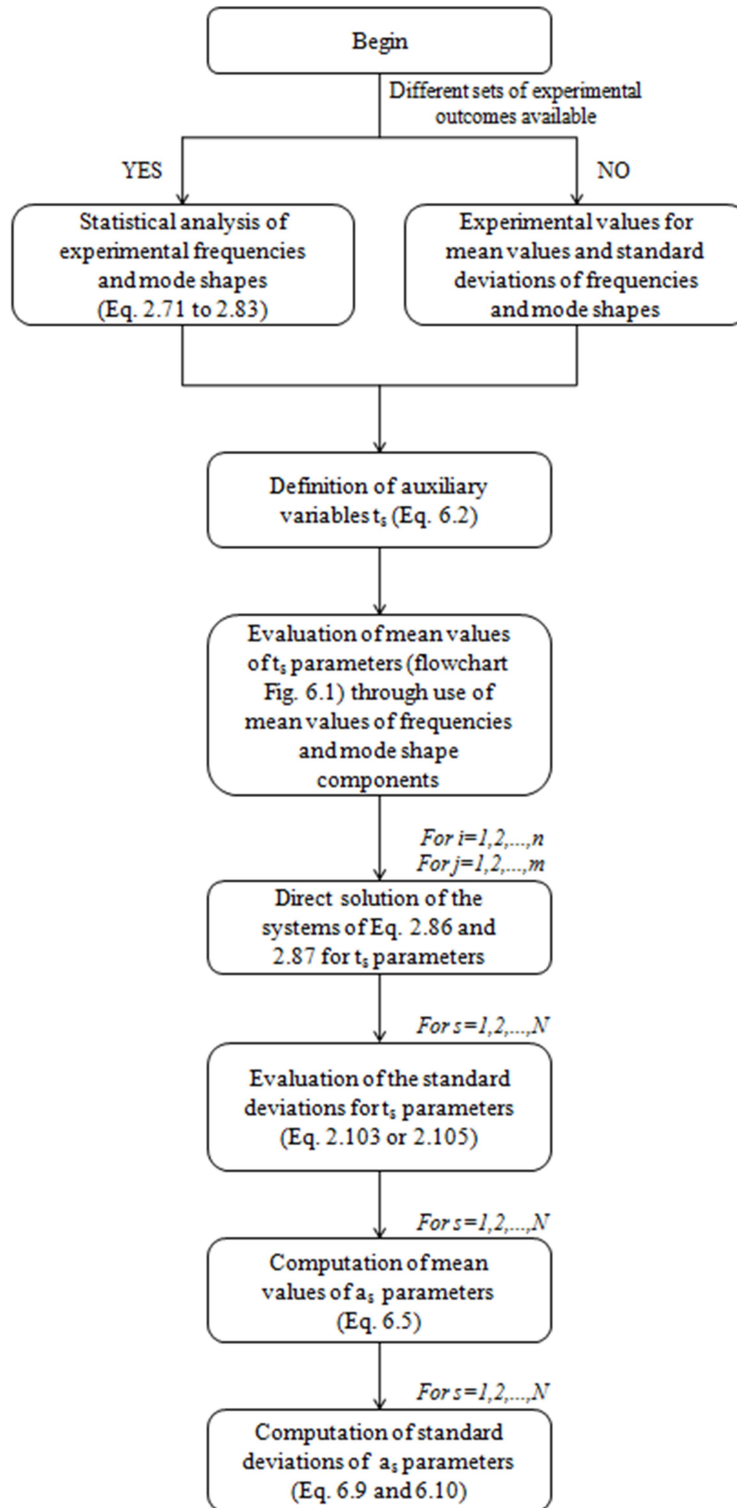 Begin
Different sets of experimental
outcomes available
YES
NO
Statistical analysis of
experimental frequencies
and mode shapes
(Eq. 2.71 to 2.83)
Experimental values for
mean values and standard
deviations of frequencies
and mode shapes
Definition of auxiliary
variables tₛ (Eq. 6.2)
Evaluation of mean values
of tₛ parameters (flowchart
Fig. 6.1) through use of
mean values of frequencies
and mode shape
components
For i=1,2,...,n
For j=1,2,...,m
Direct solution of the
systems of Eq. 2.86 and
2.87 for tₛ parameters
For s=1,2,...,N
Evaluation of the standard
deviations for tₛ parameters
(Eq. 2.103 or 2.105)
For s=1,2,...,N
Computation of mean
values of aₛ parameters
(Eq. 6.5)
For s=1,2,...,N
Computation of standard
deviations of aₛ parameters
(Eq. 6.9 and 6.10)